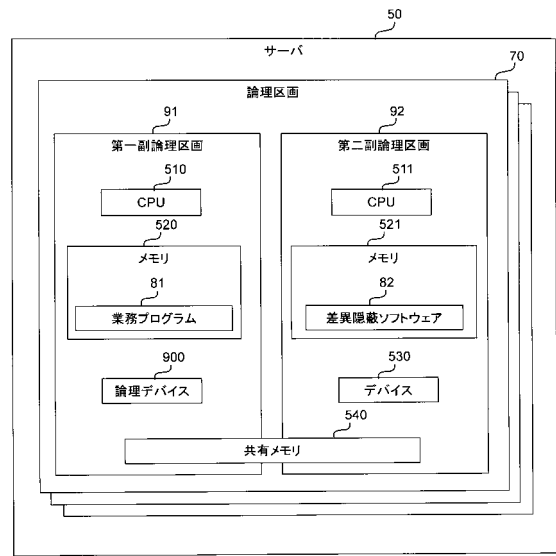 50
サーバ
70
論理区画
91
第一副論理区画
92
第二副論理区画
510
CPU
511
CPU
520
メモリ
521
メモリ
81
業務プログラム
82
差異隠蔽ソフトウェア
900
論理デバイス
530
デバイス
540
共有メモリ